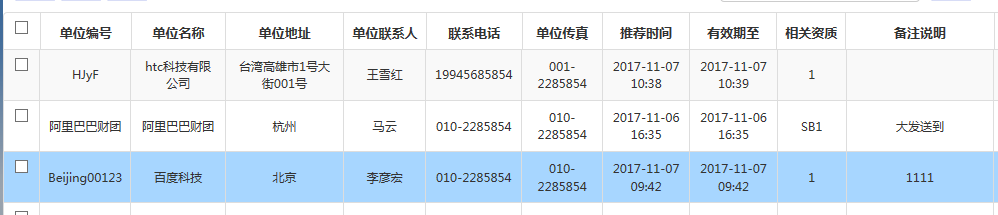 单位编号 单位名称 单位地址 单位联系人 联系电话 单位传真 推荐时间 有效期至 相关资质 备注说明
HJyF htc科技有限公司 台湾高雄市1号大街001号 王雪红 19945685854 001-2285854 2017-11-07 10:38 2017-11-07 10:39 1
阿里巴巴财团 阿里巴巴财团 杭州 马云 010-2285854 010-2285854 2017-11-06 16:35 2017-11-06 16:35 SB1 大发送到
Beijing00123 百度科技 北京 李彦宏 010-2285854 010-2285854 2017-11-07 09:42 2017-11-07 09:42 1 1111